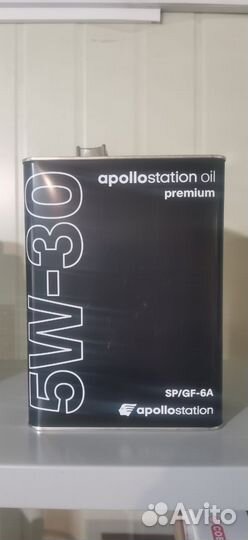 apollostation oil
premium
5W-30
SP/GF-6A
apollostation
Avito